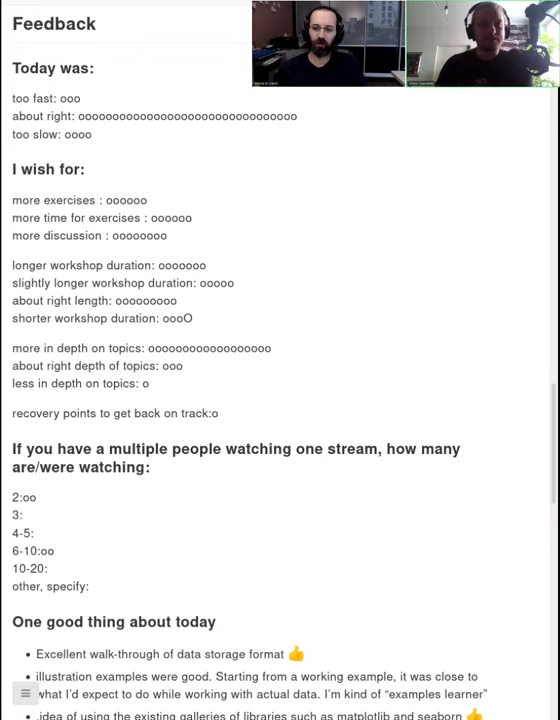 Feedback
Today was:
too fast: ooo
about right: oooooooooooooooooooooooooooooooo
too slow: oooo
I wish for:
more exercises : oooooo
more time for exercises : oooooo
more discussion : oooooooo
longer workshop duration: ooooooo
slightly longer workshop duration: ooooo
about right length: ooooooooo
shorter workshop duration: oooO
more in depth on topics: oooooooooooooooooo
about right depth of topics: ooo
less in depth on topics: o
recovery points to get back on track:o
If you have a multiple people watching one stream, how many
are/were watching:
2:oo
3:
4-5:
6-10:oo
10-20:
other, specify:
One good thing about today
• Excellent walk-through of data storage format 👍
• illustration examples were good. Starting from a working example, it was close to
what I'd expect to do while working with actual data. I'm kind of “examples learner”
• .idea of using the existing galleries of libraries such as matplotlib and seaborn 👍